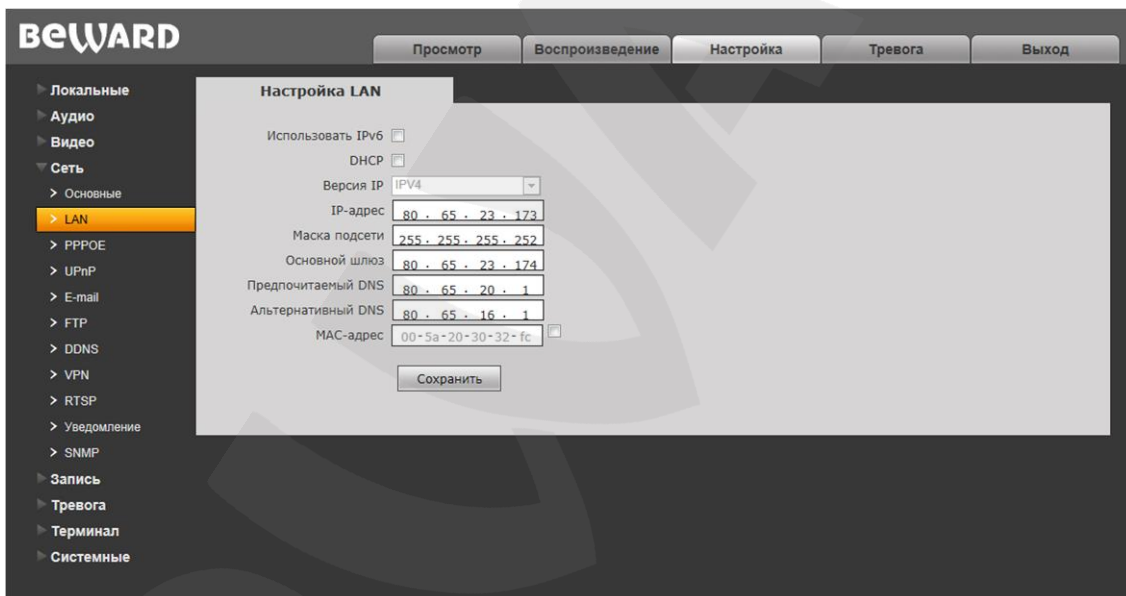 BEWARD
Просмотр Воспроизведение Настройка Тревога Выход
Локальные
Аудио
Видео
Сеть
> Основные
> LAN
> PPPOE
> UPnP
> E-mail
> FTP
> DDNS
> VPN
> RTSP
> Уведомление
> SNMP
Запись
Тревога
Терминал
Системные
Настройка LAN
Использовать IPv6
DHCP
Версия IP IPV4
IP-адрес 80 . 65 . 23 . 173
Маска подсети 255 . 255 . 255 . 252
Основной шлюз 80 . 65 . 23 . 174
Предпочитаемый DNS 80 . 65 . 20 . 1
Альтернативный DNS 80 . 65 . 16 . 1
MAC-адрес 00-5a-20-30-32-fc
Сохранить